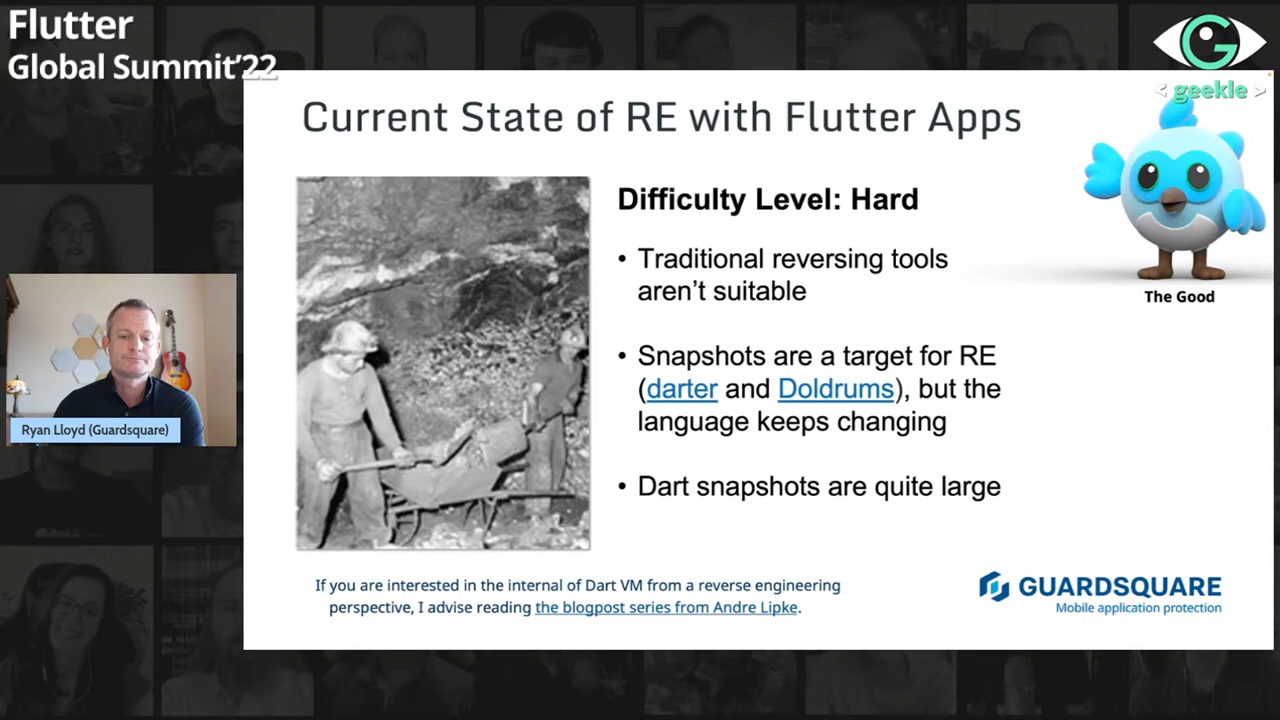 Flutter
Global Summit'22
< geekle >
Current State of RE with Flutter Apps
Difficulty Level: Hard
• Traditional reversing tools
aren't suitable
• Snapshots are a target for RE
(darter and Doldrums), but the
language keeps changing
• Dart snapshots are quite large
The Good
Ryan Lloyd (Guardsquare)
If you are interested in the internal of Dart VM from a reverse engineering
perspective, I advise reading the blogpost series from Andre Lipke.
GUARDSQUARE
Mobile application protection